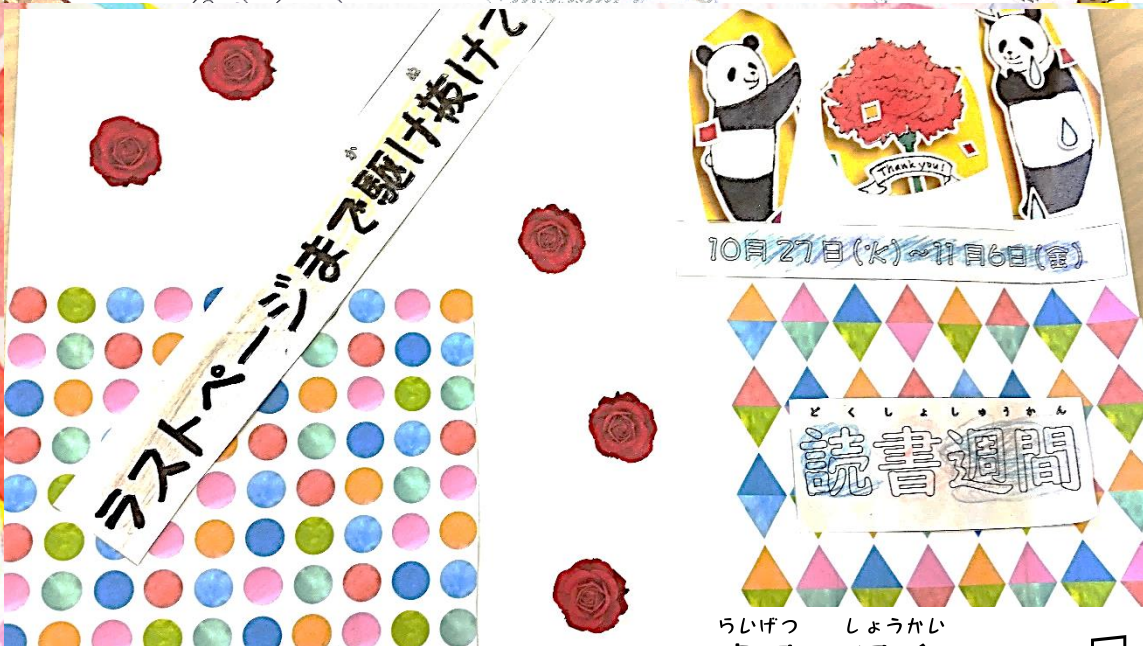 ラストページまで駆け抜けて
か
ぬ
Thank you!
10月27日(火)~11月6日(金)
どくしょしゅうかん
読書週間
らいげつ しょうかい